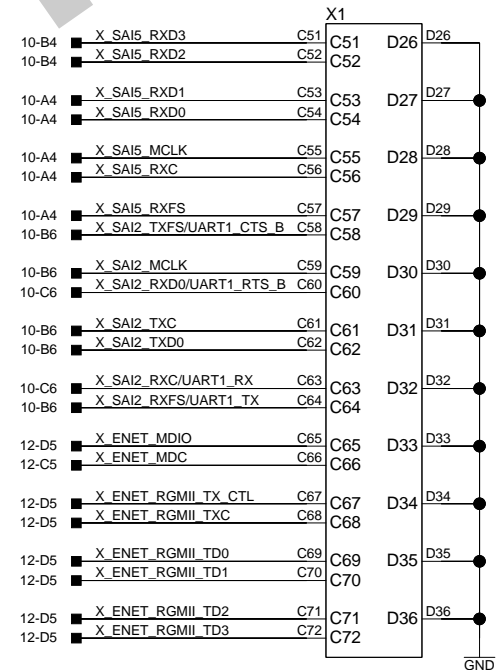 X1
10-B4 X_SAI5_RXD3 C51 C51 D26 D26
10-B4 X_SAI5_RXD2 C52 C52
10-A4 X_SAI5_RXD1 C53 C53 D27 D27
10-A4 X_SAI5_RXD0 C54 C54
10-A4 X_SAI5_MCLK C55 C55 D28 D28
10-A4 X_SAI5_RXC C56 C56
10-A4 X_SAI5_RXFS C57 C57 D29 D29
10-B6 X_SAI2_TXFS/UART1_CTS_B C58 C58
10-B6 X_SAI2_MCLK C59 C59 D30 D30
10-C6 X_SAI2_RXD0/UART1_RTS_B C60 C60
10-B6 X_SAI2_TXC C61 C61 D31 D31
10-B6 X_SAI2_TXD0 C62 C62
10-C6 X_SAI2_RXC/UART1_RX C63 C63 D32 D32
10-B6 X_SAI2_RXFS/UART1_TX C64 C64
12-D5 X_ENET_MDIO C65 C65 D33 D33
12-C5 X_ENET_MDC C66 C66
12-D5 X_ENET_RGMII_TX_CTL C67 C67 D34 D34
12-D5 X_ENET_RGMII_TXC C68 C68
12-D5 X_ENET_RGMII_TD0 C69 C69 D35 D35
12-D5 X_ENET_RGMII_TD1 C70 C70
12-D5 X_ENET_RGMII_TD2 C71 C71 D36 D36
12-D5 X_ENET_RGMII_TD3 C72 C72
GND